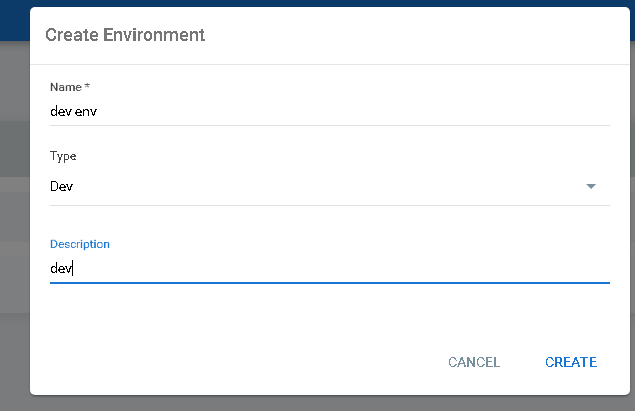 Create Environment
Name *
dev env
Type
Dev
Description
dev
CANCEL
CREATE